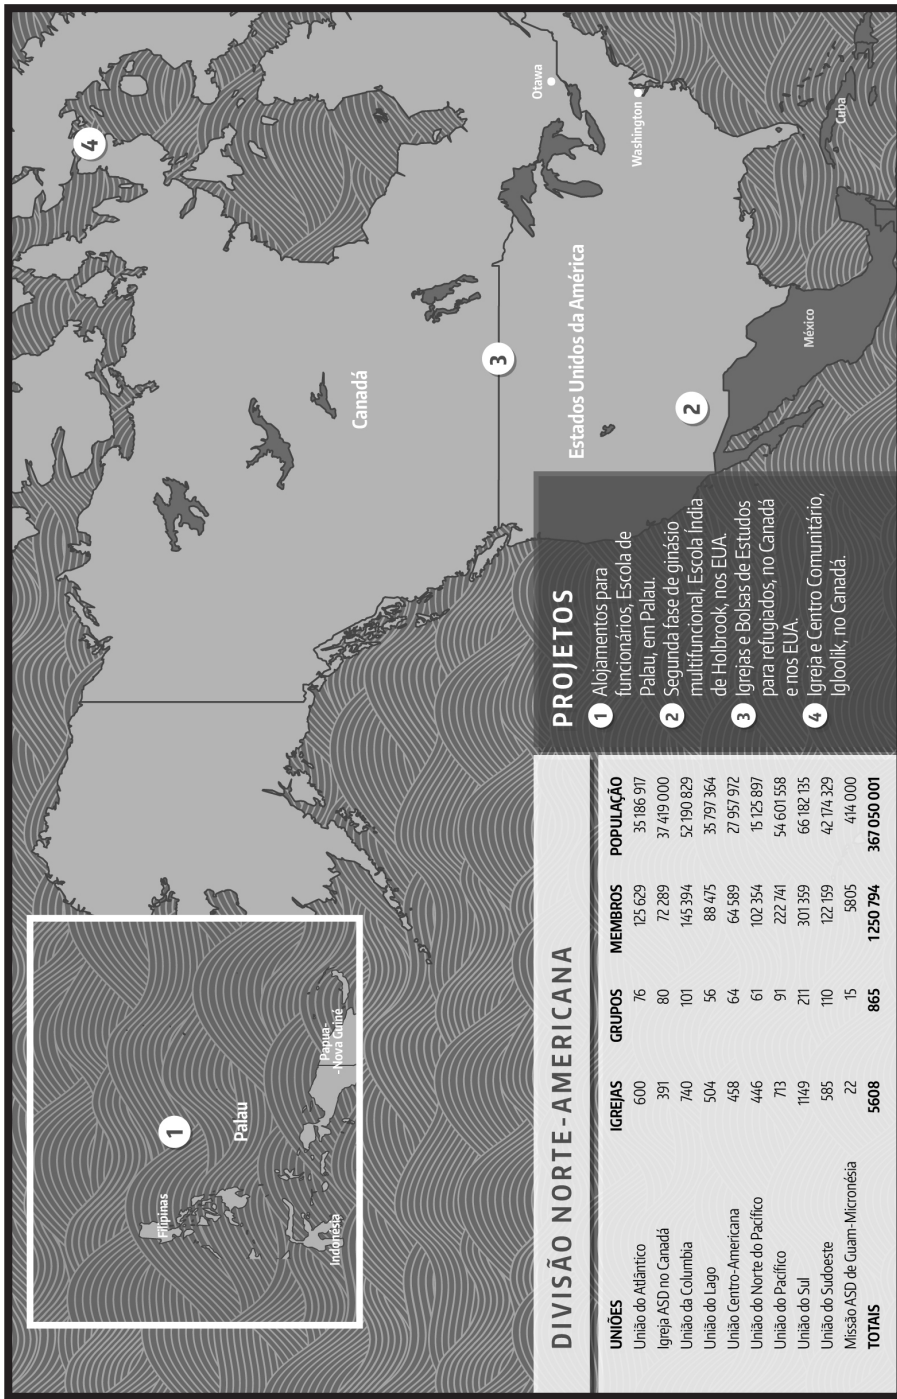 4
Otawa
Washington
Cuba
Canadá
3
Estados Unidos da América
2
México
1
Palau
Filipinas
Papua-
-Nova Guiné
Indonésia
PROJETOS
1 Alojamentos para
funcionários, Escola de
Palau, em Palau.
2 Segunda fase de ginásio
multifuncional, Escola Índia
de Holbrook, nos EUA.
3 Igrejas e Bolsas de Estudos
para refugiados, no Canadá
e nos EUA.
4 Igreja e Centro Comunitário,
Igloolik, no Canadá.
DIVISÃO NORTE-AMERICANA
UNIÕES IGREJAS GRUPOS MEMBROS POPULAÇÃO
União do Atlântico 600 76 125 629 35 186 917
Igreja ASD no Canadá 391 80 72 289 37 419 000
União da Columbia 740 101 145 394 52 190 829
União do Lago 504 56 88 475 35 797 364
União Centro-Americana 458 64 64 589 27 957 972
União do Norte do Pacífico 446 61 102 354 15 125 897
União do Pacífico 713 91 222 741 54 601 558
União do Sul 1149 211 301 359 66 182 135
União do Sudoeste 585 110 122 159 42 174 329
Missão ASD de Guam-Micronésia 22 15 5805 414 000
TOTAIS 5608 865 1 250 794 367 050 001